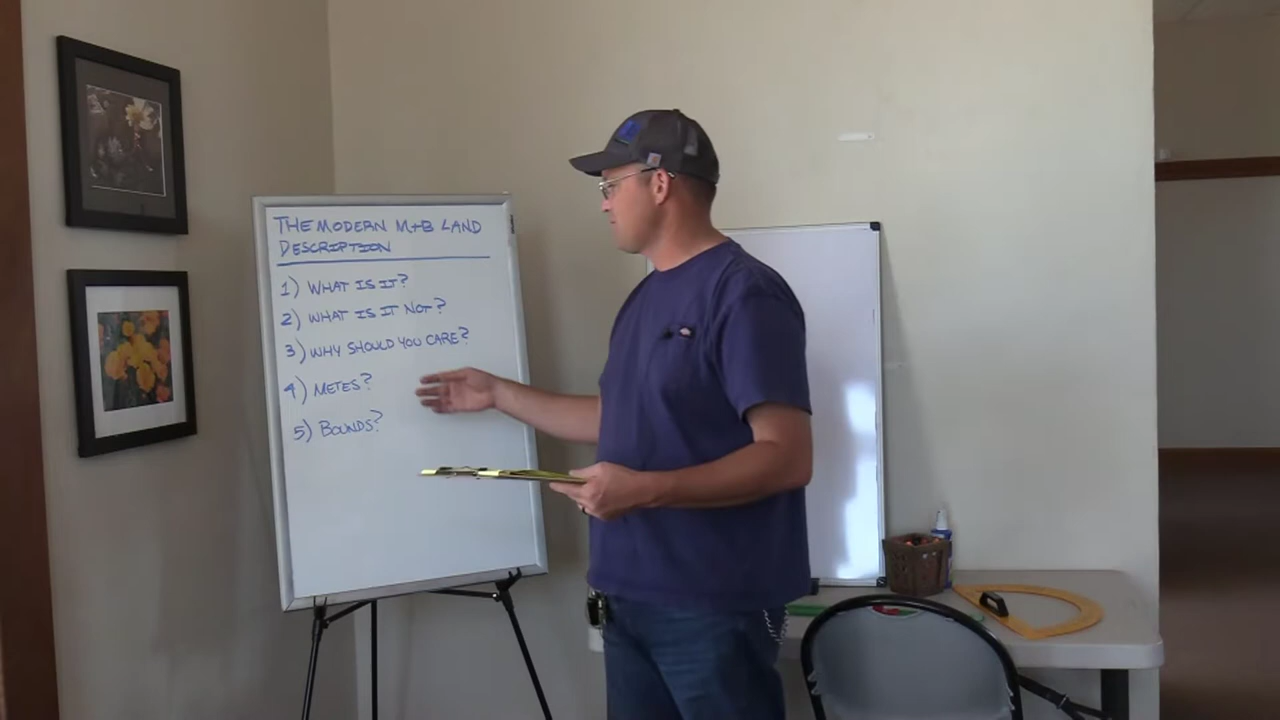 THE MODERN M+B LAND
DESCRIPTION
1) WHAT IS IT?
2) WHAT IS IT NOT?
3) WHY SHOULD YOU CARE?
4) METES?
5) BOUNDS?